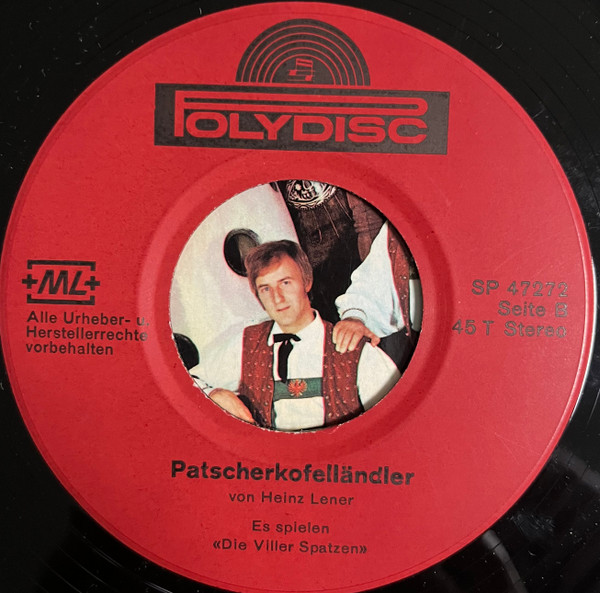 POLYDISC
+ML+
Alle Urheber- u.
Herstellerrechte
vorbehalten
SP 47273
Seite B
45 T Stereo
Patscherkofelländler
von Heinz Lener
Es spielen
«Die Viller Spatzen»